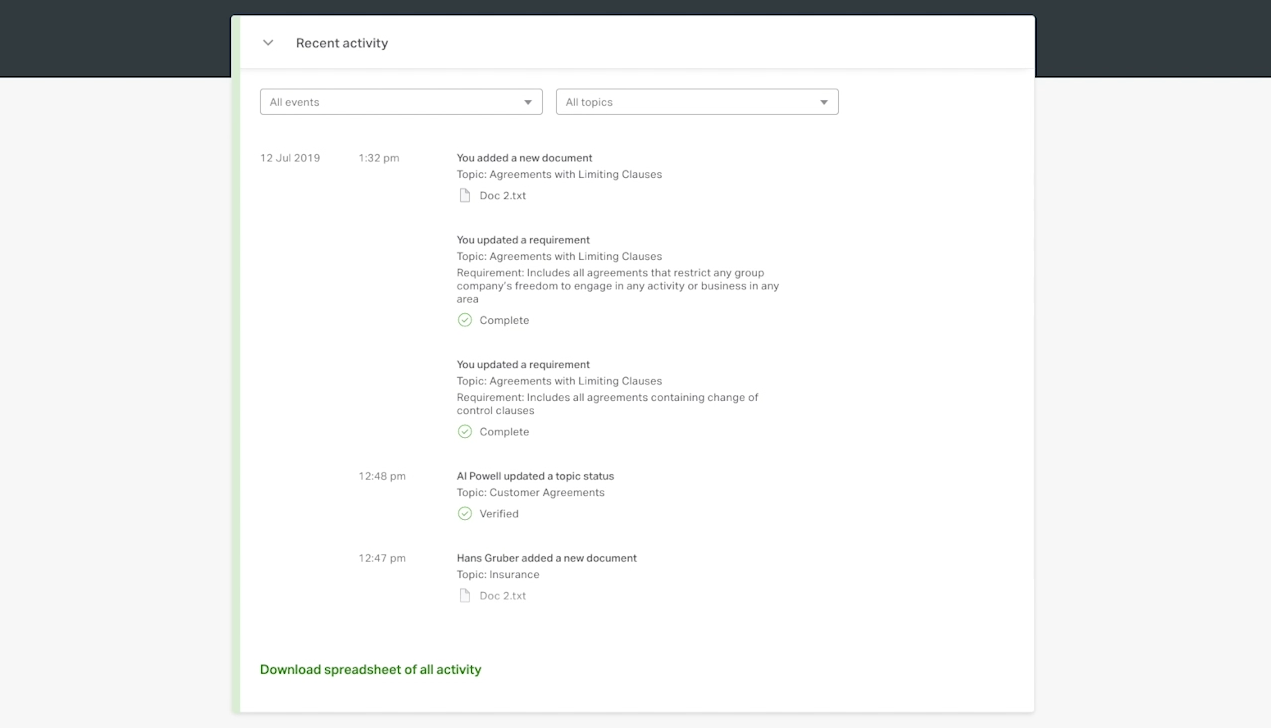 Recent activity
All events
All topics
12 Jul 2019
1:32 pm
You added a new document
Topic: Agreements with Limiting Clauses
Doc 2.txt
You updated a requirement
Topic: Agreements with Limiting Clauses
Requirement: Includes all agreements that restrict any group
company's freedom to engage in any activity or business in any
area
Complete
You updated a requirement
Topic: Agreements with Limiting Clauses
Requirement: Includes all agreements containing change of
control clauses
Complete
12:48 pm
Al Powell updated a topic status
Topic: Customer Agreements
Verified
12:47 pm
Hans Gruber added a new document
Topic: Insurance
Doc 2.txt
Download spreadsheet of all activity